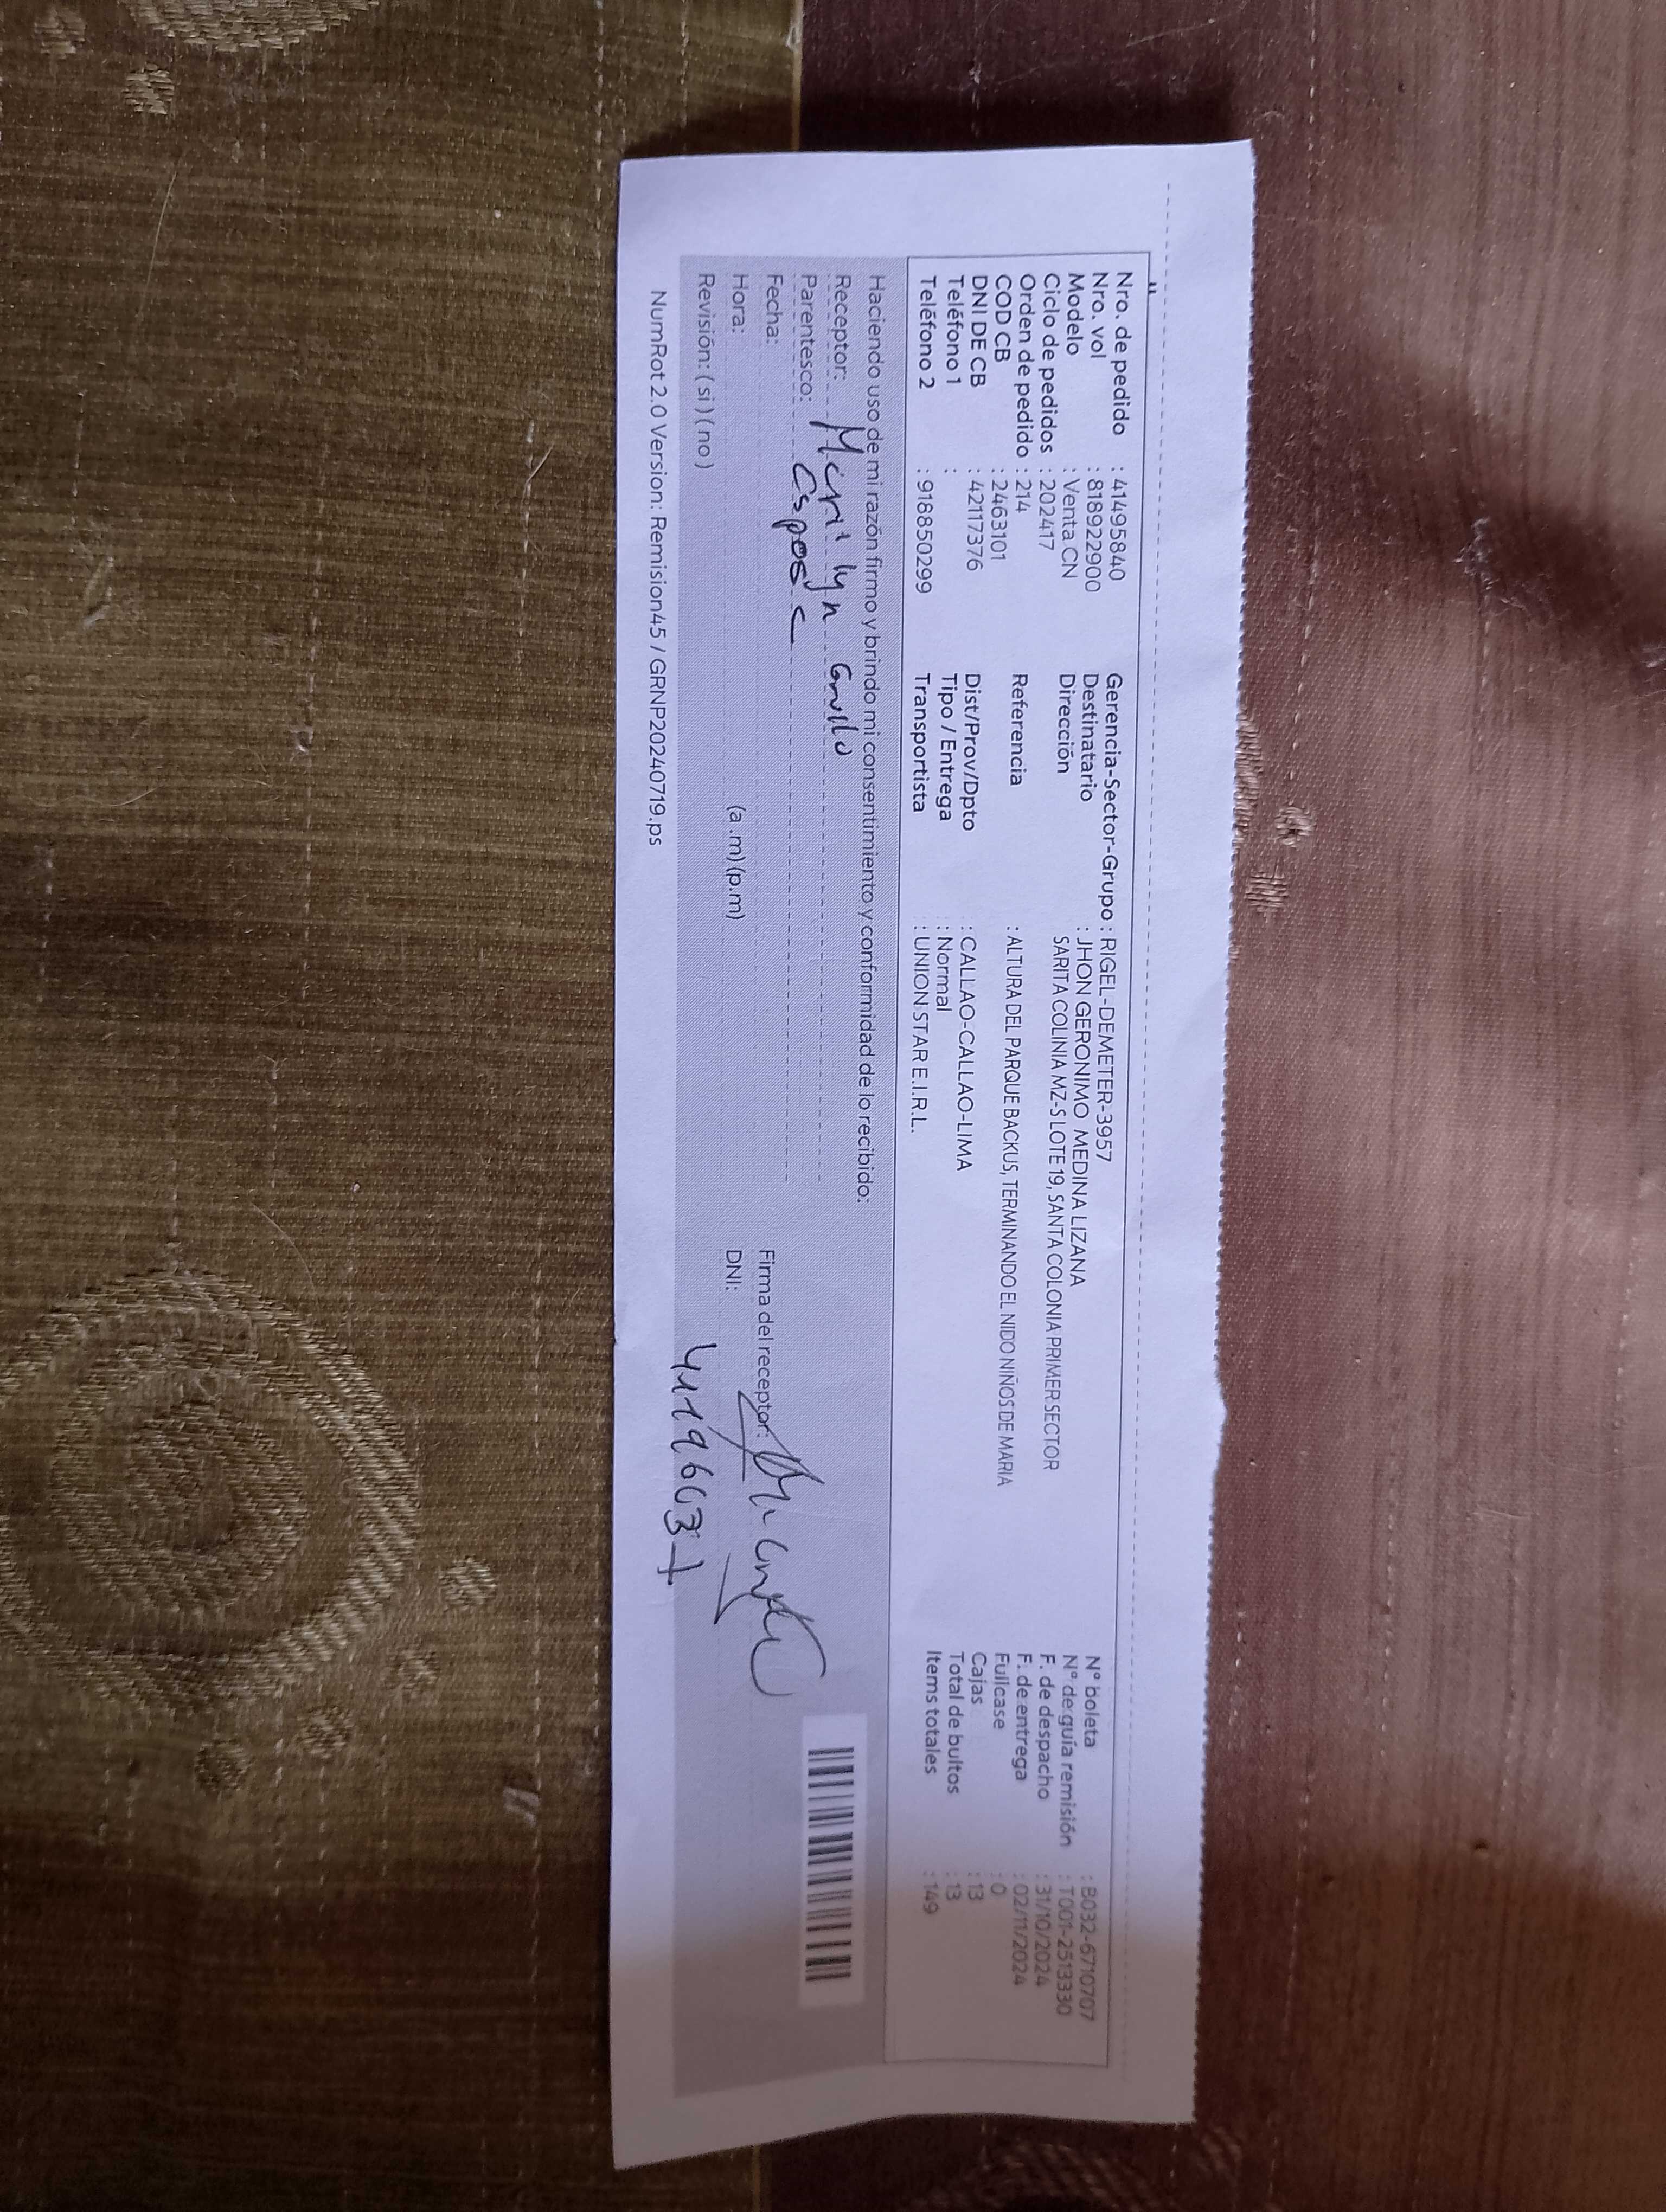 Nro. de pedido : 41495840 Gerencia-Sector-Grupo : RIGEL-DEMETER-3957
Nro. vol : 818922900 Destinatario : JHON GERONIMO MEDINA LIZANA N° boleta : B032-6710707
Modelo : Venta CN Dirección SARITA COLINIA MZ-S LOTE 19, SANTA COLONIA PRIMER SECTOR N° de guía remisión : T001-2513330
Ciclo de pedidos : 202417 F. de despacho : 31/10/2024
Orden de pedido : 214 Referencia : ALTURA DEL PARQUE BACKUS, TERMINANDO EL NIDO NIÑOS DE MARIA F. de entrega : 02/11/2024
COD CB : 2463101 Fullcase : 0
DNI DE CB : 42117376 Dist/Prov/Dpto : CALLAO-CALLAO-LIMA Cajas : 13
Teléfono 1 : Tipo / Entrega : Normal Total de bultos : 13
Teléfono 2 : 918850299 Transportista : UNION STAR E.I.R.L. Items totales : 149
Haciendo uso de mi razón firmo y brindo mi consentimiento y conformidad de lo recibido:
Receptor: Merilyn
Parentesco: Esposa
Fecha: Firma del receptor:
Hora: (a .m) (p.m) DNI: 44196637
Revisión: ( si ) ( no )
NumRot 2.0 Version: Remision45 / GRNP20240719.ps